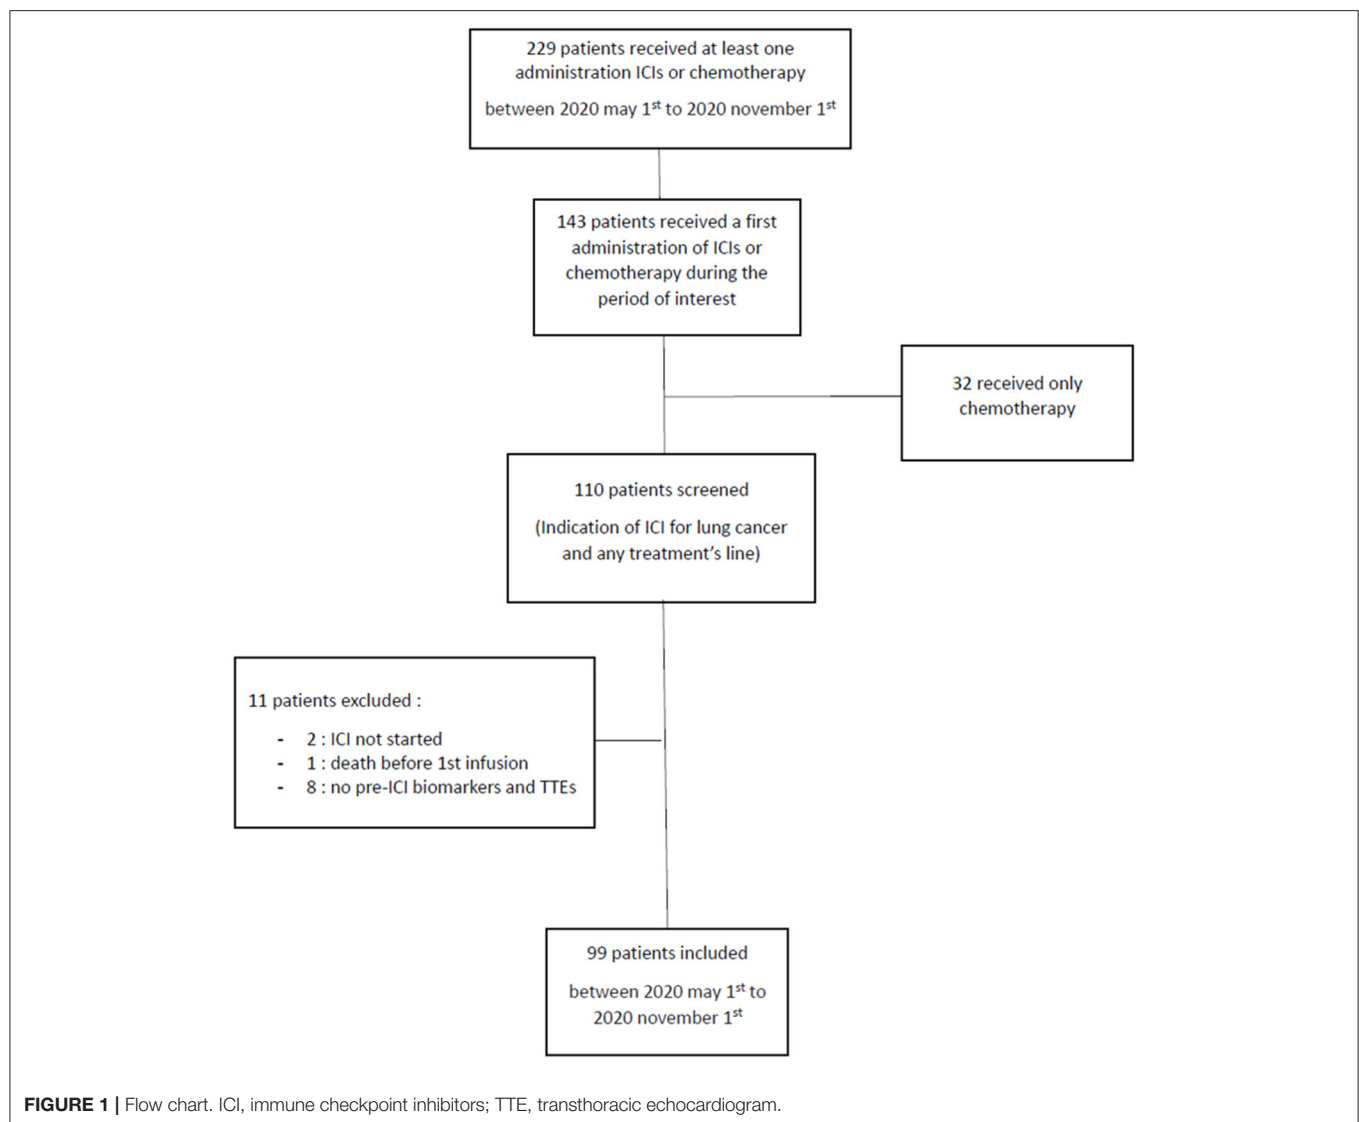 229 patients received at least one
administration ICIs or chemotherapy
between 2020 may 1st to 2020 november 1st
143 patients received a first
administration of ICIs or
chemotherapy during the
period of interest
32 received only
chemotherapy
110 patients screened
(Indication of ICI for lung cancer
and any treatment's line)
11 patients excluded :
- 2 : ICI not started
- 1 : death before 1st infusion
- 8 : no pre-ICI biomarkers and TTEs
99 patients included
between 2020 may 1st to
2020 november 1st
FIGURE 1 | Flow chart. ICI, immune checkpoint inhibitors; TTE, transthoracic echocardiogram.